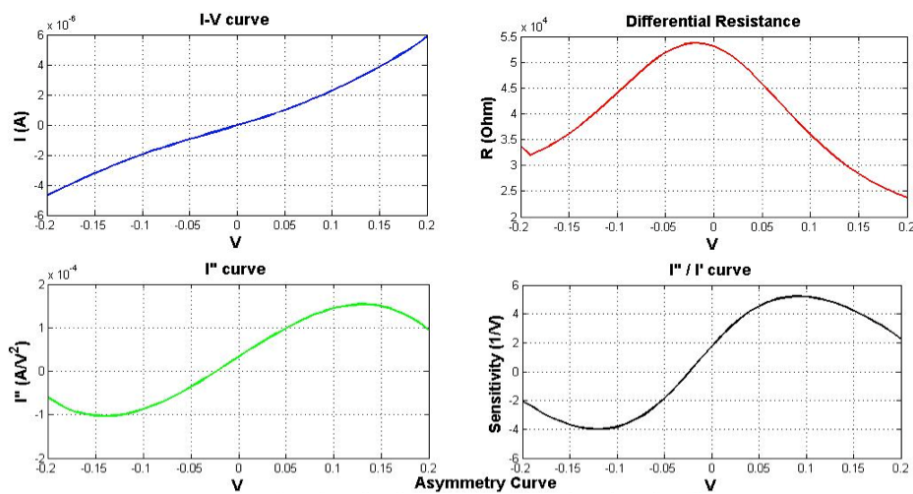 I-V curve
x 10^-6
6
4
2
0
-2
-4
-6
I (A)
-0.2 -0.15 -0.1 -0.05 0 0.05 0.1 0.15 0.2
V
Differential Resistance
x 10^4
5.5
5
4.5
4
3.5
3
2.5
2
R (Ohm)
-0.2 -0.15 -0.1 -0.05 0 0.05 0.1 0.15 0.2
V
I'' curve
x 10^-4
2
1
0
-1
-2
I'' (A/V^2)
-0.2 -0.15 -0.1 -0.05 0 0.05 0.1 0.15 0.2
V
I'' / I' curve
6
4
2
0
-2
-4
-6
Sensitivity (1/V)
-0.2 -0.15 -0.1 -0.05 0 0.05 0.1 0.15 0.2
V
Asymmetry Curve